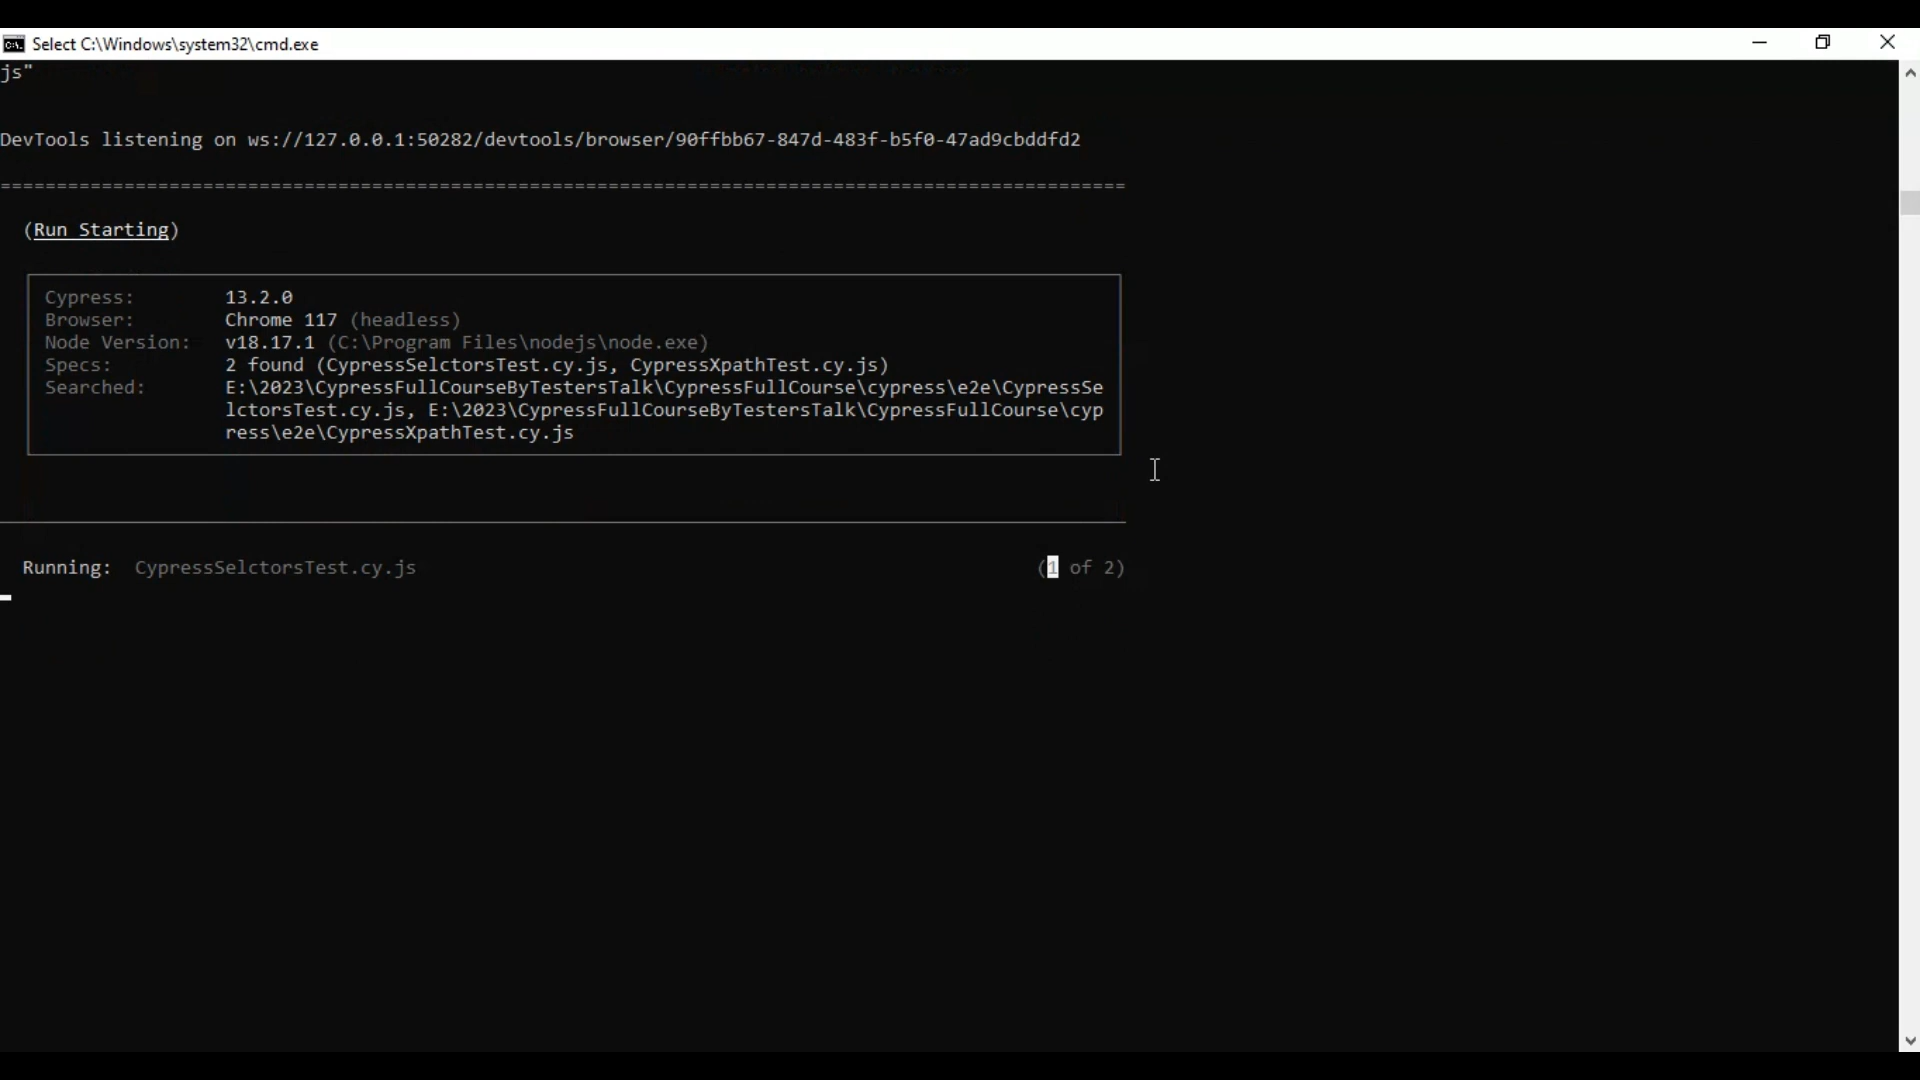 Select C:\Windows\system32\cmd.exe
js"
DevTools listening on ws://127.0.0.1:50282/devtools/browser/90ffbb67-847d-483f-b5f0-47ad9cbddfd2
====================================================================================================
(Run Starting)
Cypress: 13.2.0
Browser: Chrome 117 (headless)
Node Version: v18.17.1 (C:\Program Files\nodejs\node.exe)
Specs: 2 found (CypressSelctorsTest.cy.js, CypressXpathTest.cy.js)
Searched: E:\2023\CypressFullCourseByTestersTalk\CypressFullCourse\cypress\e2e\CypressSe
lctorsTest.cy.js, E:\2023\CypressFullCourseByTestersTalk\CypressFullCourse\cyp
ress\e2e\CypressXpathTest.cy.js
Running: CypressSelctorsTest.cy.js (1 of 2)